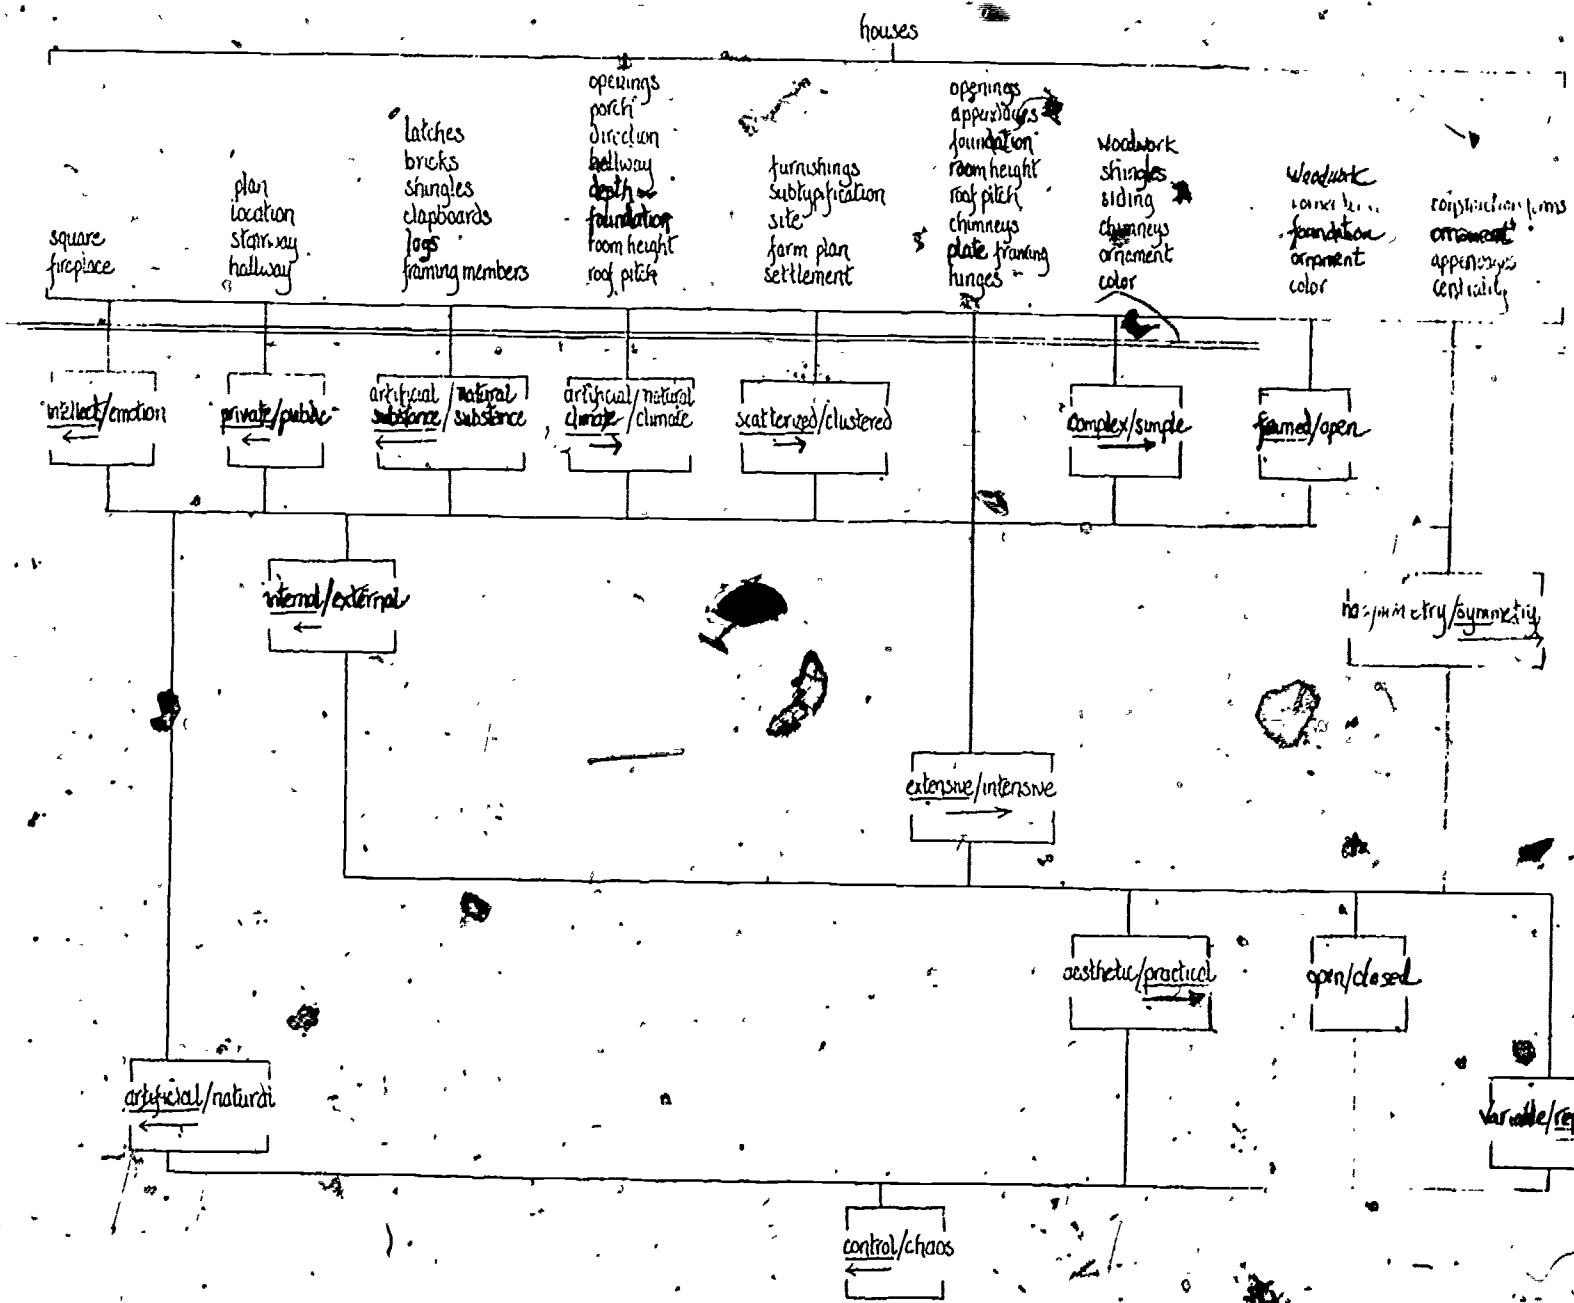 houses
square
fireplace
plan
location
stairway
hallway
latches
bricks
shingles
clapboards
logs
framing members
openings
porch
direction
hallway
depth
foundation
room height
roof pitch
furnishings
subtypification
site
farm plan
settlement
openings
appendages
foundation
room height
roof pitch
chimneys
plate framing
hinges
woodwork
shingles
siding
chimneys
ornament
color
woodwork
foundation
ornament
color
construction forms
ornament
appendages
centrality
intellect/emotion
private/public
artificial/natural
substance/substance
artificial/natural
climate/climate
scattered/clustered
complex/simple
framed/open
internal/external
/symmetry
extensive/intensive
aesthetic/practical
open/closed
artificial/natural
variable/
control/chaos